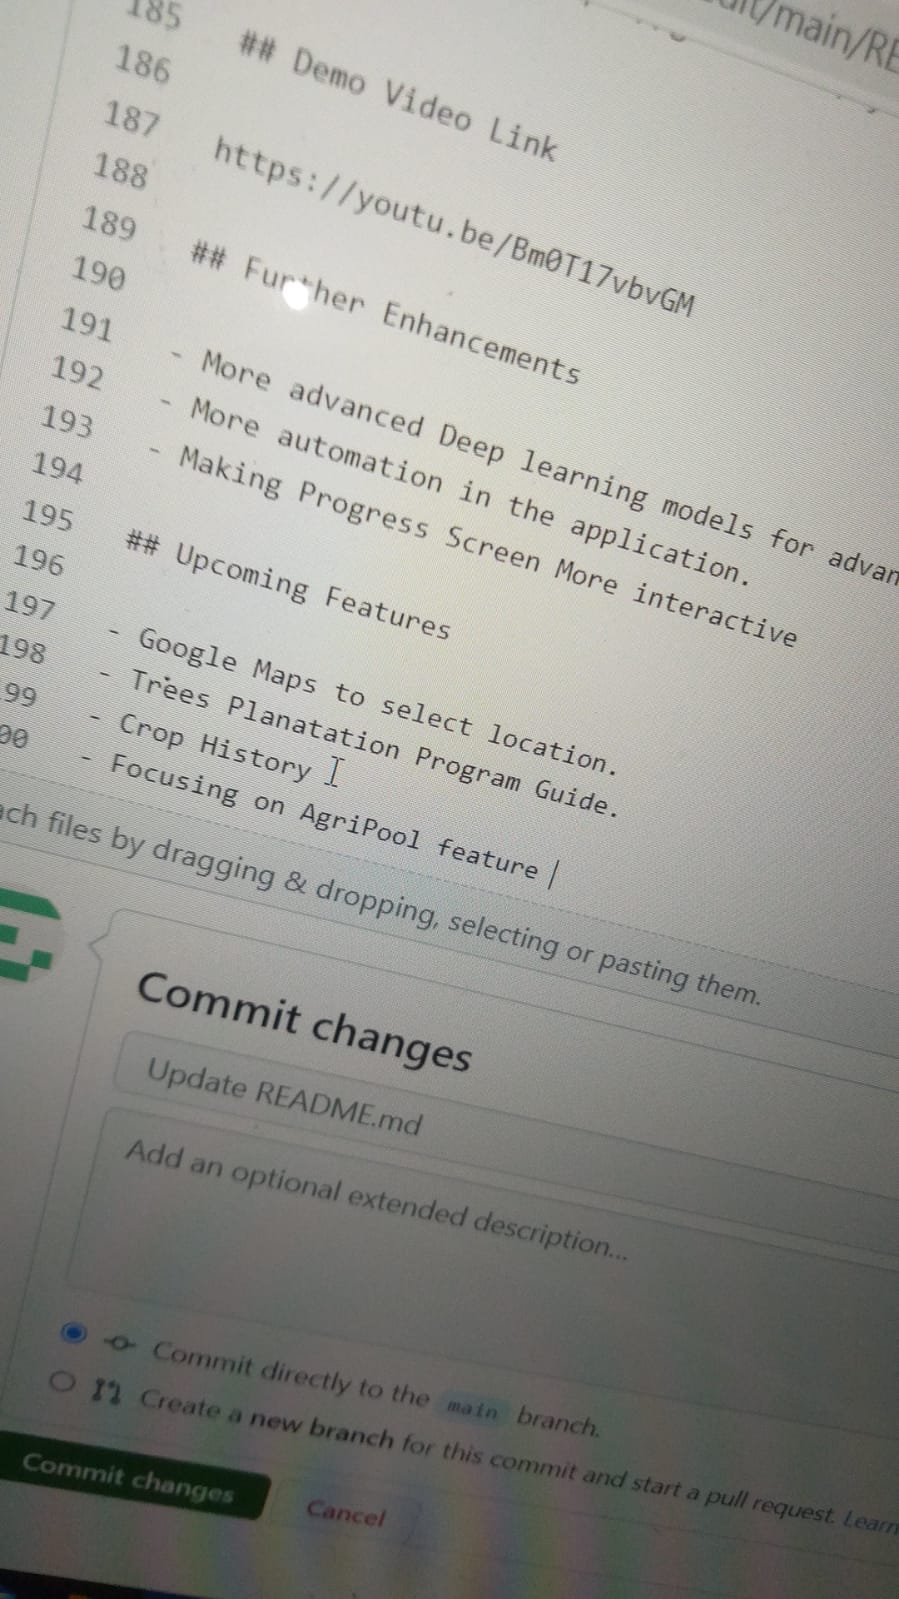 /main/RE
185
186 ## Demo Video Link
187
188 https://youtu.be/Bm0T17vbvGM
189
190 ## Further Enhancements
191
192 - More advanced Deep learning models for advan
193 - More automation in the application.
194 - Making Progress Screen More interactive
195
196 ## Upcoming Features
197
198 - Google Maps to select location.
99 - Trees Planatation Program Guide.
00 - Crop History
- Focusing on AgriPool feature
ach files by dragging & dropping, selecting or pasting them.
Commit changes
Update README.md
Add an optional extended description...
Commit directly to the main branch.
Create a new branch for this commit and start a pull request. Learn
Commit changes
Cancel